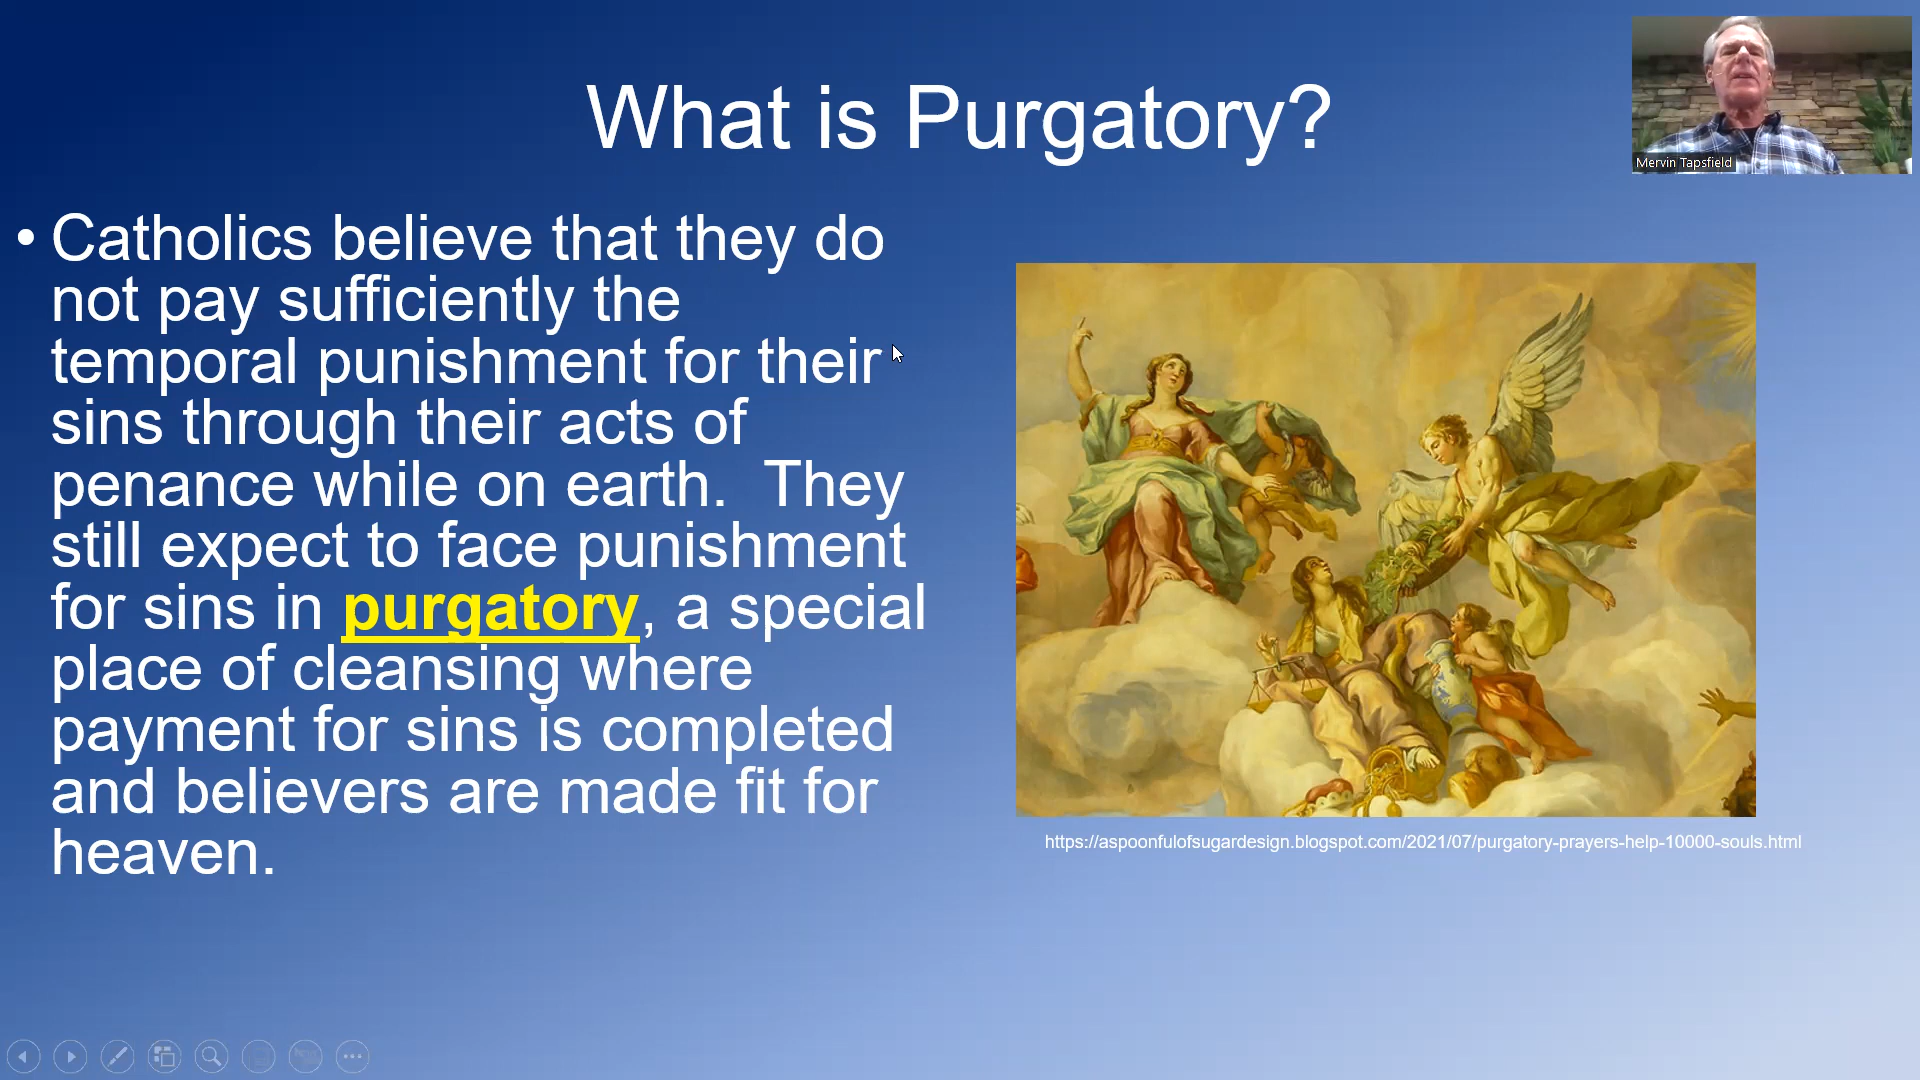 What is Purgatory?
Mervin Tapsfield
• Catholics believe that they do
not pay sufficiently the
temporal punishment for their
sins through their acts of
penance while on earth.  They
still expect to face punishment
for sins in purgatory, a special
place of cleansing where
payment for sins is completed
and believers are made fit for
heaven.
https://aspoonfulofsugardesign.blogspot.com/2021/07/purgatory-prayers-help-10000-souls.html